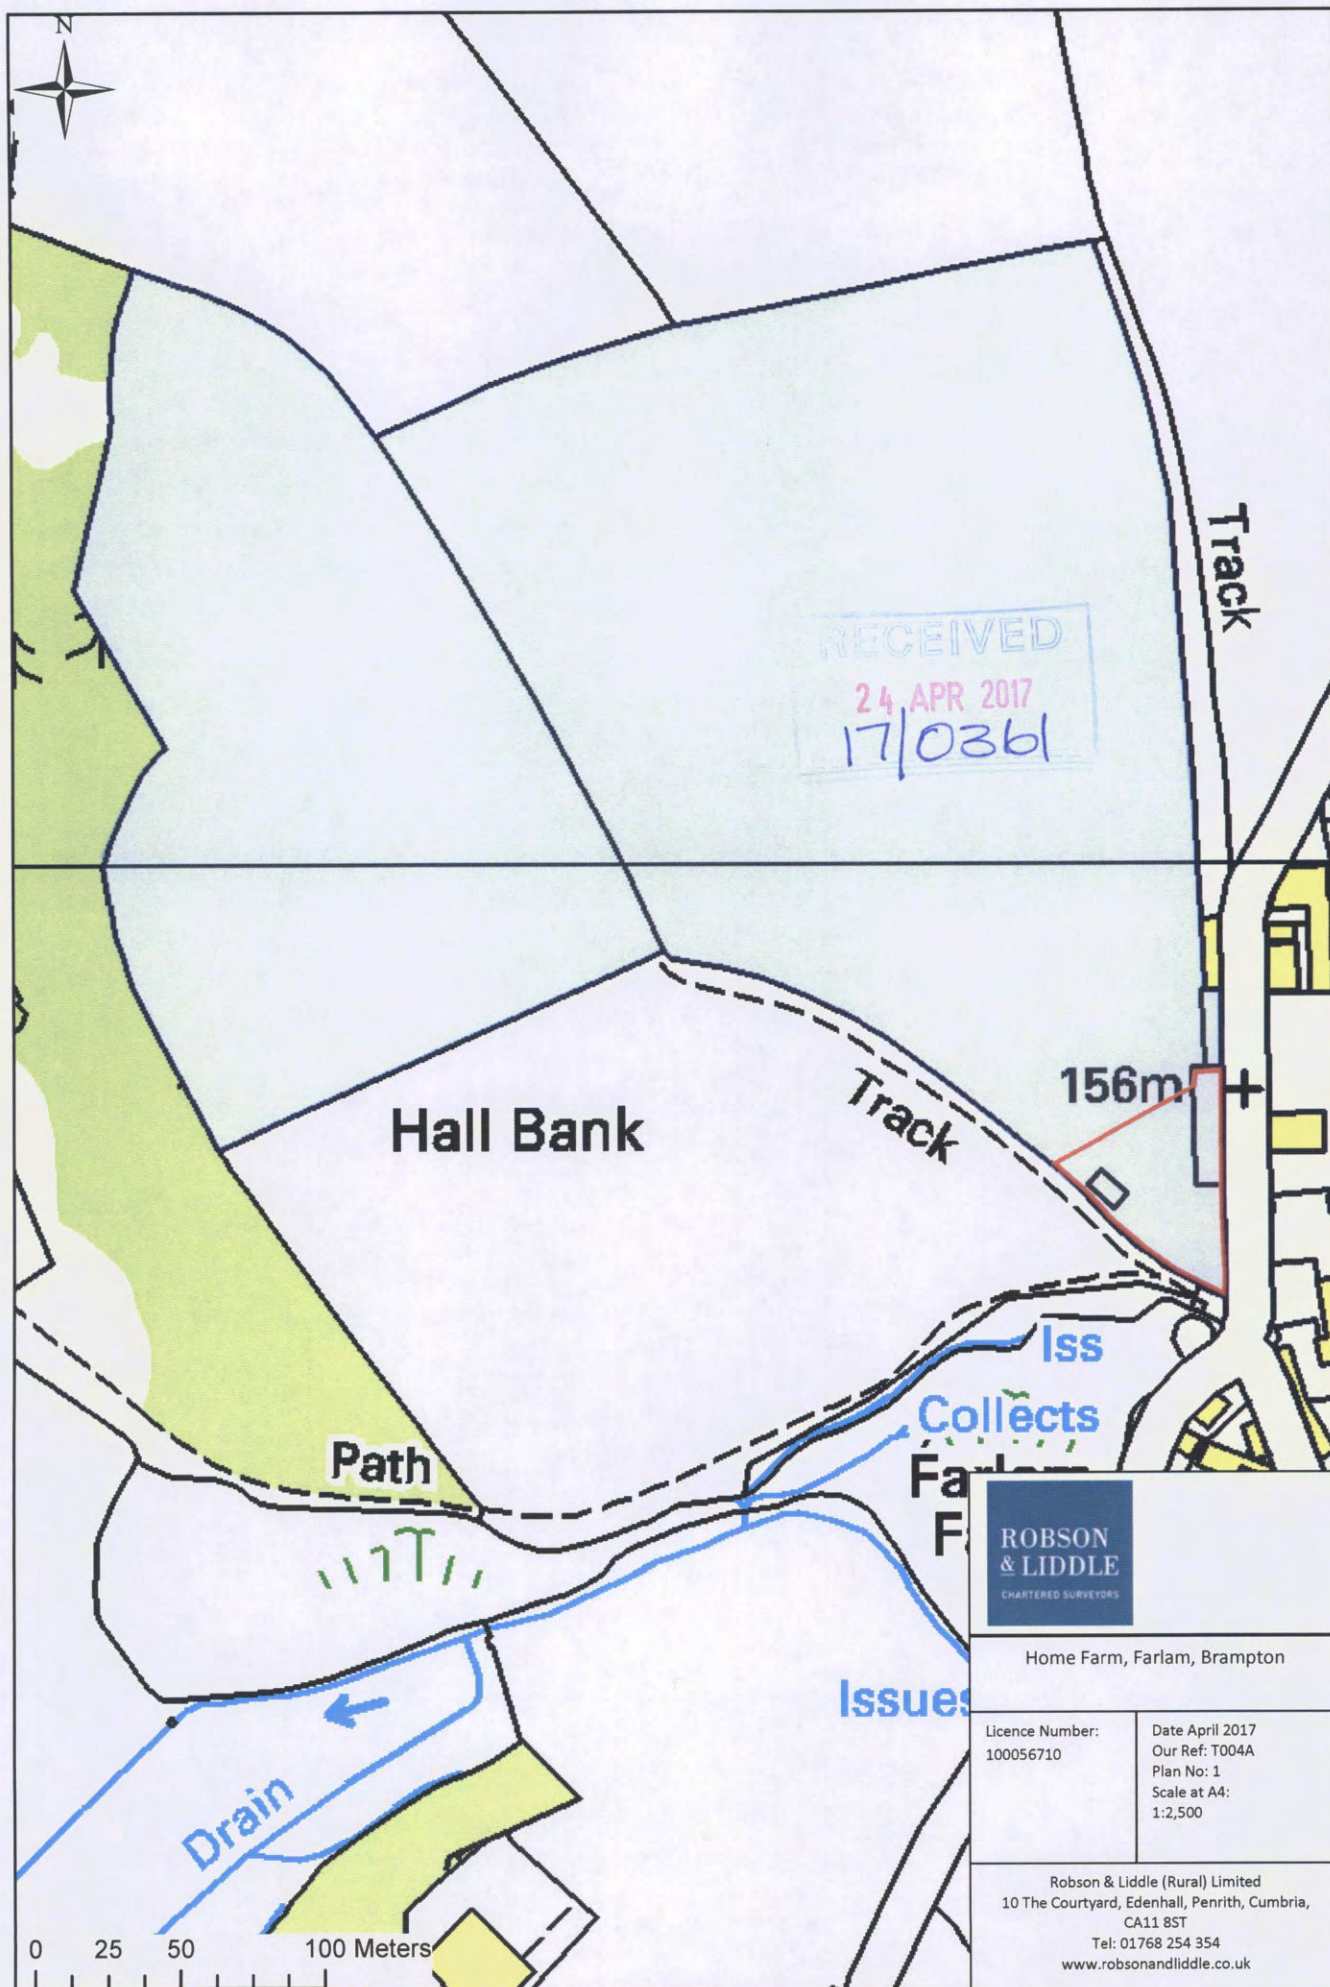 N
Track
RECEIVED
24 APR 2017
17/0361
156m
Hall Bank
Track
Iss
Collects
Path
Issues
Drain
0 25 50 100 Meters
ROBSON
& LIDDLE
CHARTERED SURVEYORS
Home Farm, Farlam, Brampton
Licence Number:
100056710
Date April 2017
Our Ref: T004A
Plan No: 1
Scale at A4:
1:2,500
Robson & Liddle (Rural) Limited
10 The Courtyard, Edenhall, Penrith, Cumbria,
CA11 8ST
Tel: 01768 254 354
www.robsonandliddle.co.uk